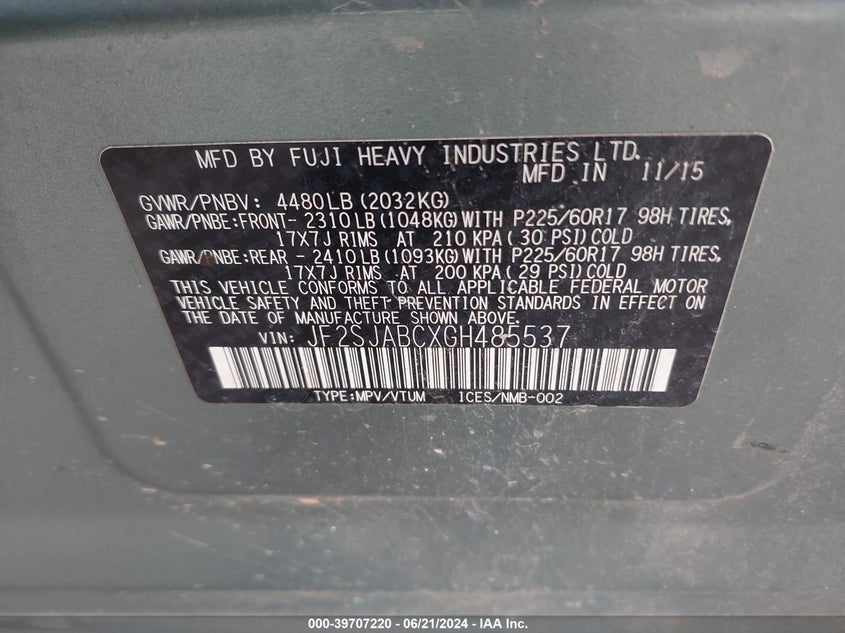 MFD BY FUJI HEAVY INDUSTRIES LTD.
MFD IN 11/15
GVWR/PNBV: 4480LB(2032KG)
GAWR/PNBE:FRONT- 2310LB(1048KG)WITH P225/60R17 98H TIRES,
17X7J RIMS AT 210 KPA( 30 PSI)COLD
GAWR/PNBE:REAR - 2410LB(1093KG)WITH P225/60R17 98H TIRES,
17X7J RIMS AT 200 KPA( 29 PSI)COLD
THIS VEHICLE CONFORMS TO ALL APPLICABLE FEDERAL MOTOR
VEHICLE SAFETY AND THEFT PREVENTION STANDARDS IN EFFECT ON
THE DATE OF MANUFACTURE SHOWN ABOVE.
VIN: JF2SJABCXGH485537
TYPE:MPV/VTUM ICES/NMB-002
000-39707220 - 06/21/2024 - IAA Inc.